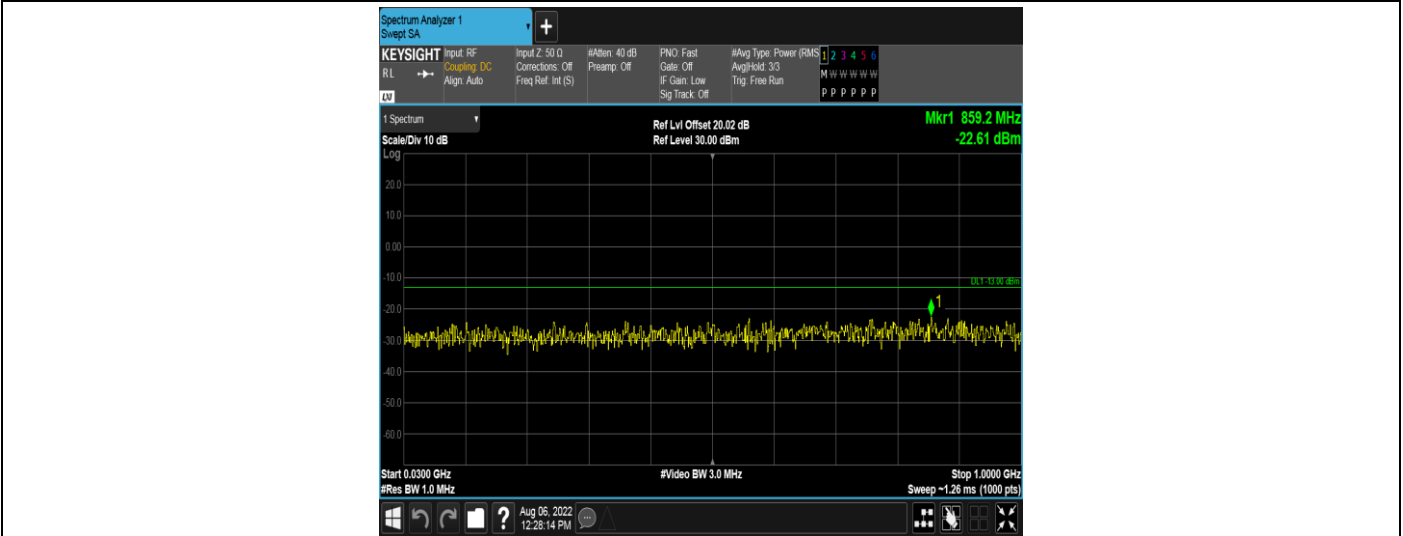 Spectrum Analyzer 1
Swept SA
+
KEYSIGHT
RL
LXI
Input: RF
Coupling: DC
Align: Auto
Input Z: 50 Ω
Corrections: Off
Freq Ref: Int (S)
#Atten: 40 dB
Preamp: Off
PNO: Fast
Gate: Off
IF Gain: Low
Sig Track: Off
#Avg Type: Power (RMS
Avg|Hold: 3/3
Trig: Free Run
1 2 3 4 5 6
M W W W W W
P P P P P P
1 Spectrum
Scale/Div 10 dB
Ref Lvl Offset 20.02 dB
Ref Level 30.00 dBm
Mkr1 859.2 MHz
-22.61 dBm
Log
20.0
10.0
0.00
-10.0
DL1 -13.00 dBm
1
-20.0
-30.0
-40.0
-50.0
-60.0
Start 0.0300 GHz
#Video BW 3.0 MHz
Stop 1.0000 GHz
#Res BW 1.0 MHz
Sweep ~1.26 ms (1000 pts)
?
Aug 06, 2022
12:28:14 PM